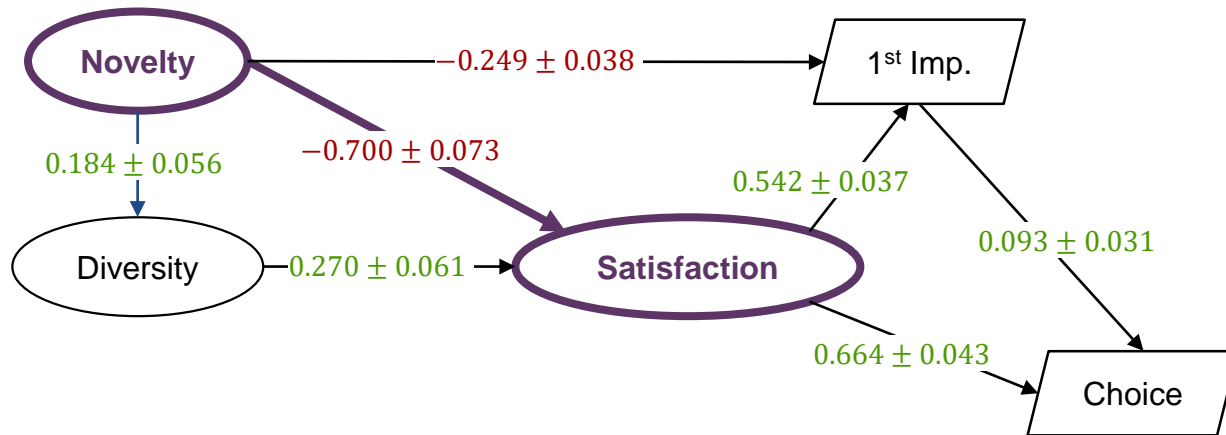 Novelty
−0.249 ± 0.038
1st Imp.
0.184 ± 0.056
−0.700 ± 0.073
0.542 ± 0.037
Diversity
0.270 ± 0.061
Satisfaction
0.093 ± 0.031
0.664 ± 0.043
Choice